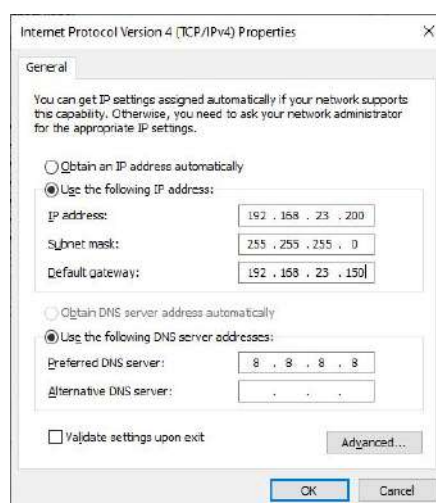 Internet Protocol Version 4 (TCP/IPv4) Properties
General
You can get IP settings assigned automatically if your network supports
this capability. Otherwise, you need to ask your network administrator
for the appropriate IP settings.
Obtain an IP address automatically
Use the following IP address:
IP address: 192 . 168 . 23 . 200
Subnet mask: 255 . 255 . 255 . 0
Default gateway: 192 . 168 . 23 . 150
Obtain DNS server address automatically
Use the following DNS server addresses:
Preferred DNS server: 8 . 8 . 8 . 8
Alternative DNS server: . . .
Validate settings upon exit
Advanced...
OK Cancel